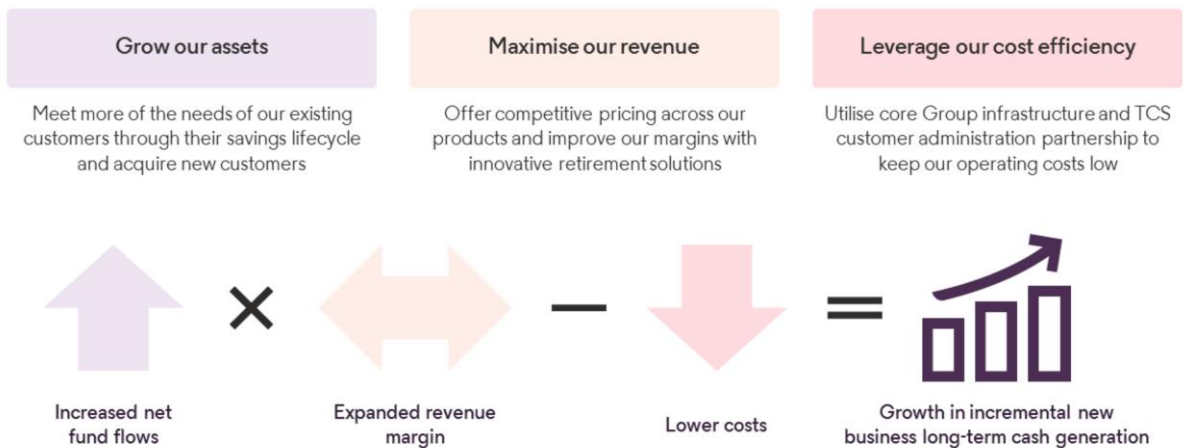 Grow our assets
Maximise our revenue
Leverage our cost efficiency
Meet more of the needs of our existing
customers through their savings lifecycle
and acquire new customers
Offer competitive pricing across our
products and improve our margins with
innovative retirement solutions
Utilise core Group infrastructure and TCS
customer administration partnership to
keep our operating costs low
×
—
=
Increased net
fund flows
Expanded revenue
margin
Lower costs
Growth in incremental new
business long-term cash generation